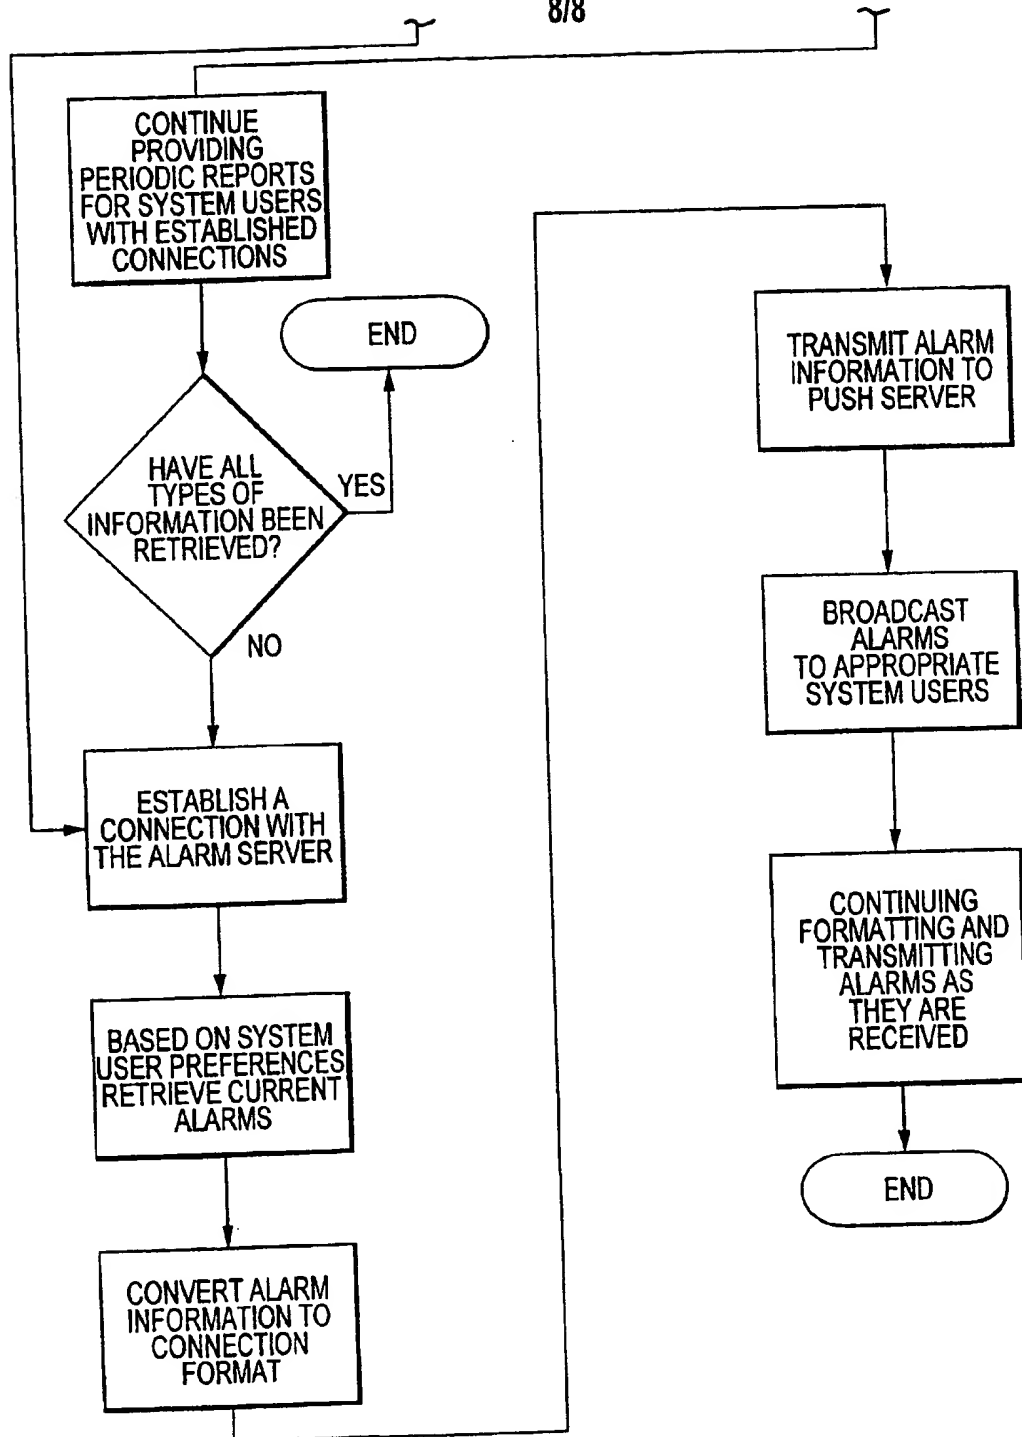 8/8
CONTINUE
PROVIDING
PERIODIC REPORTS
FOR SYSTEM USERS
WITH ESTABLISHED
CONNECTIONS
END
HAVE ALL
TYPES OF
INFORMATION BEEN
RETRIEVED?
YES
NO
ESTABLISH A
CONNECTION WITH
THE ALARM SERVER
BASED ON SYSTEM
USER PREFERENCES
RETRIEVE CURRENT
ALARMS
CONVERT ALARM
INFORMATION TO
CONNECTION
FORMAT
TRANSMIT ALARM
INFORMATION TO
PUSH SERVER
BROADCAST
ALARMS
TO APPROPRIATE
SYSTEM USERS
CONTINUING
FORMATTING AND
TRANSMITTING
ALARMS AS
THEY ARE
RECEIVED
END